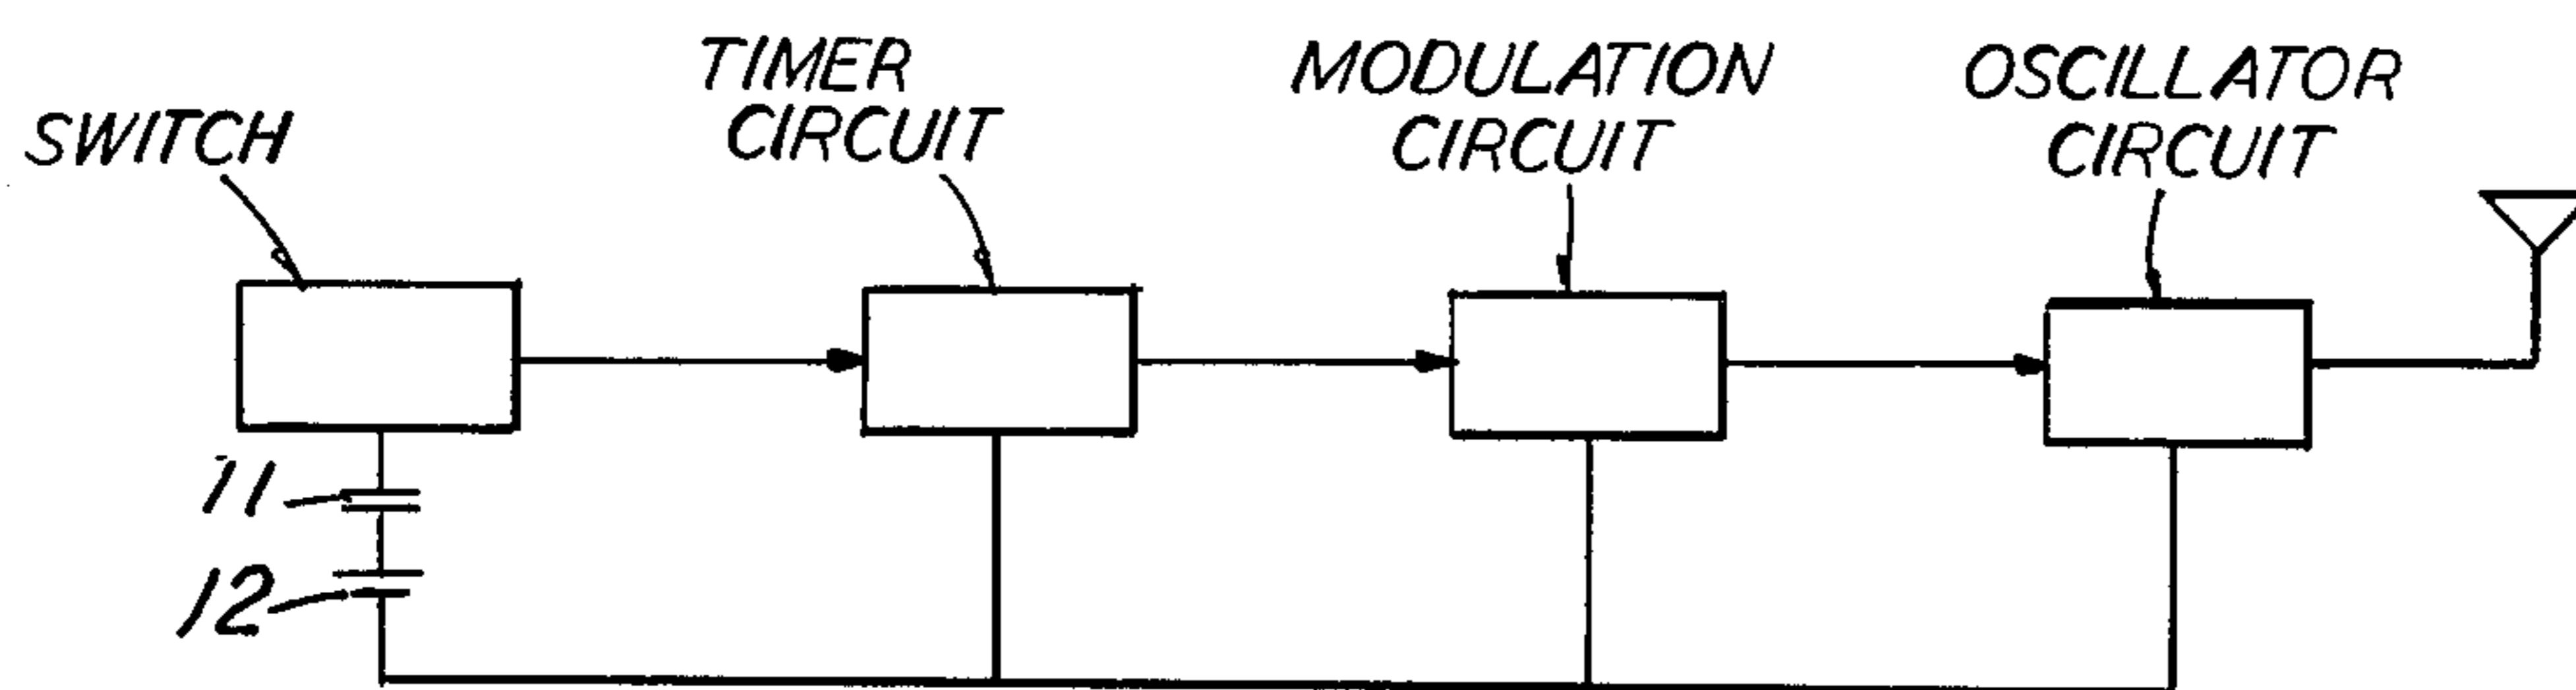 SWITCH
TIMER
CIRCUIT
MODULATION
CIRCUIT
OSCILLATOR
CIRCUIT
11
12